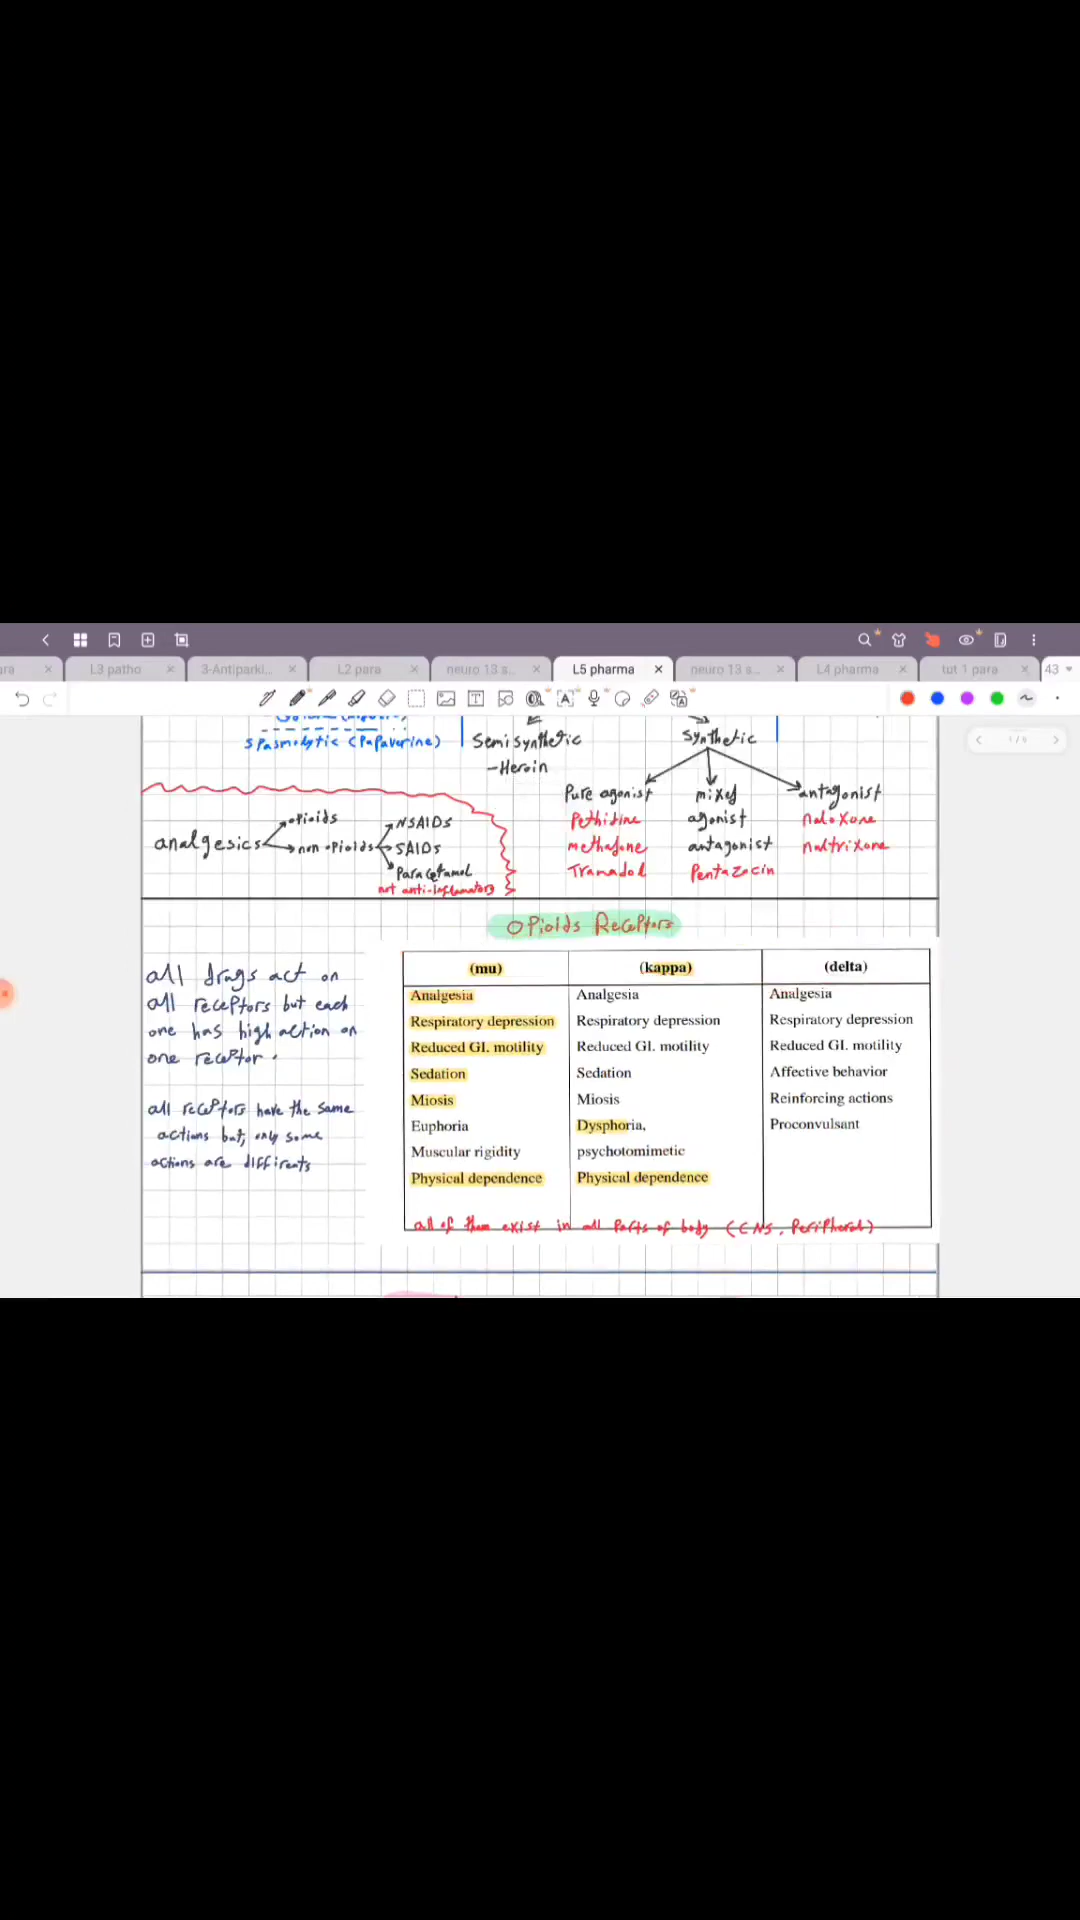 ara
L3 patho
3-Antiparki...
L2 para
neuro 13 s...
L5 pharma
neuro 13 s...
L4 pharma
tut 1 para
43
1/9
spasmolytic (Papaverine)
Semisynthetic
-Heroin
Synthetic
Pure agonist
Pethidine
methadone
Tramadol
mixed
agonist
antagonist
Pentazocin
antagonist
naloxone
naltrixone
analgesics
opioids
non opioids
NSAIDs
SAIDs
Paracetamol
not anti-inflammatory
Opioids Receptors
all drugs act on
all receptors but each
one has high action on
one receptor.
all receptors have the same
actions but, only some
actions are differents
(mu) (kappa) (delta)
Analgesia Analgesia Analgesia
Respiratory depression Respiratory depression Respiratory depression
Reduced GI. motility Reduced GI. motility Reduced GI. motility
Sedation Sedation Affective behavior
Miosis Miosis Reinforcing actions
Euphoria Dysphoria, Proconvulsant
Muscular rigidity psychotomimetic
Physical dependence Physical dependence
all of them exist in all parts of body (CNS, Peripheral)